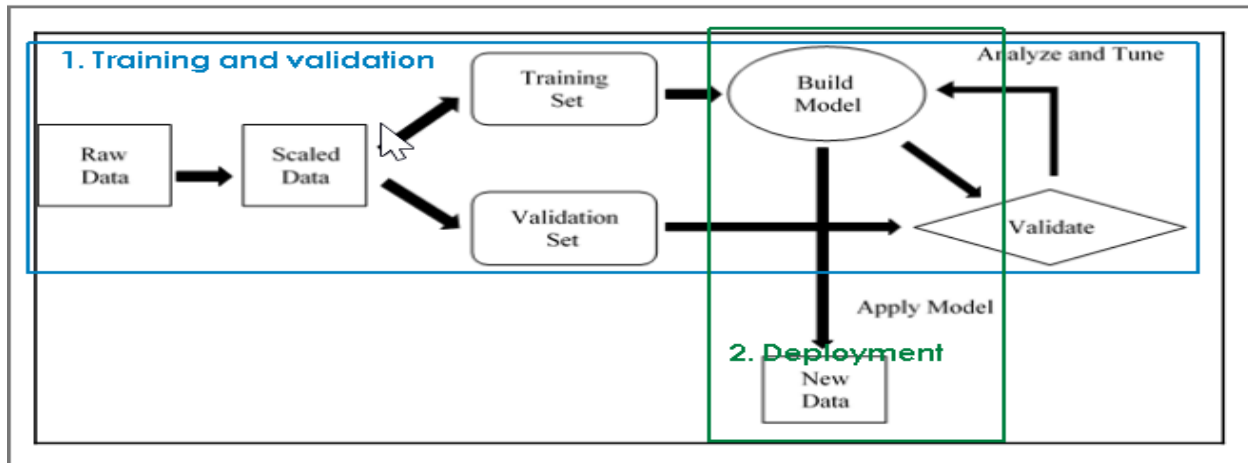 1. Training and validation
Analyze and Tune
Training
Set
Build
Model
Raw
Data
Scaled
Data
Validation
Set
Validate
Apply Model
2. Deployment
New
Data